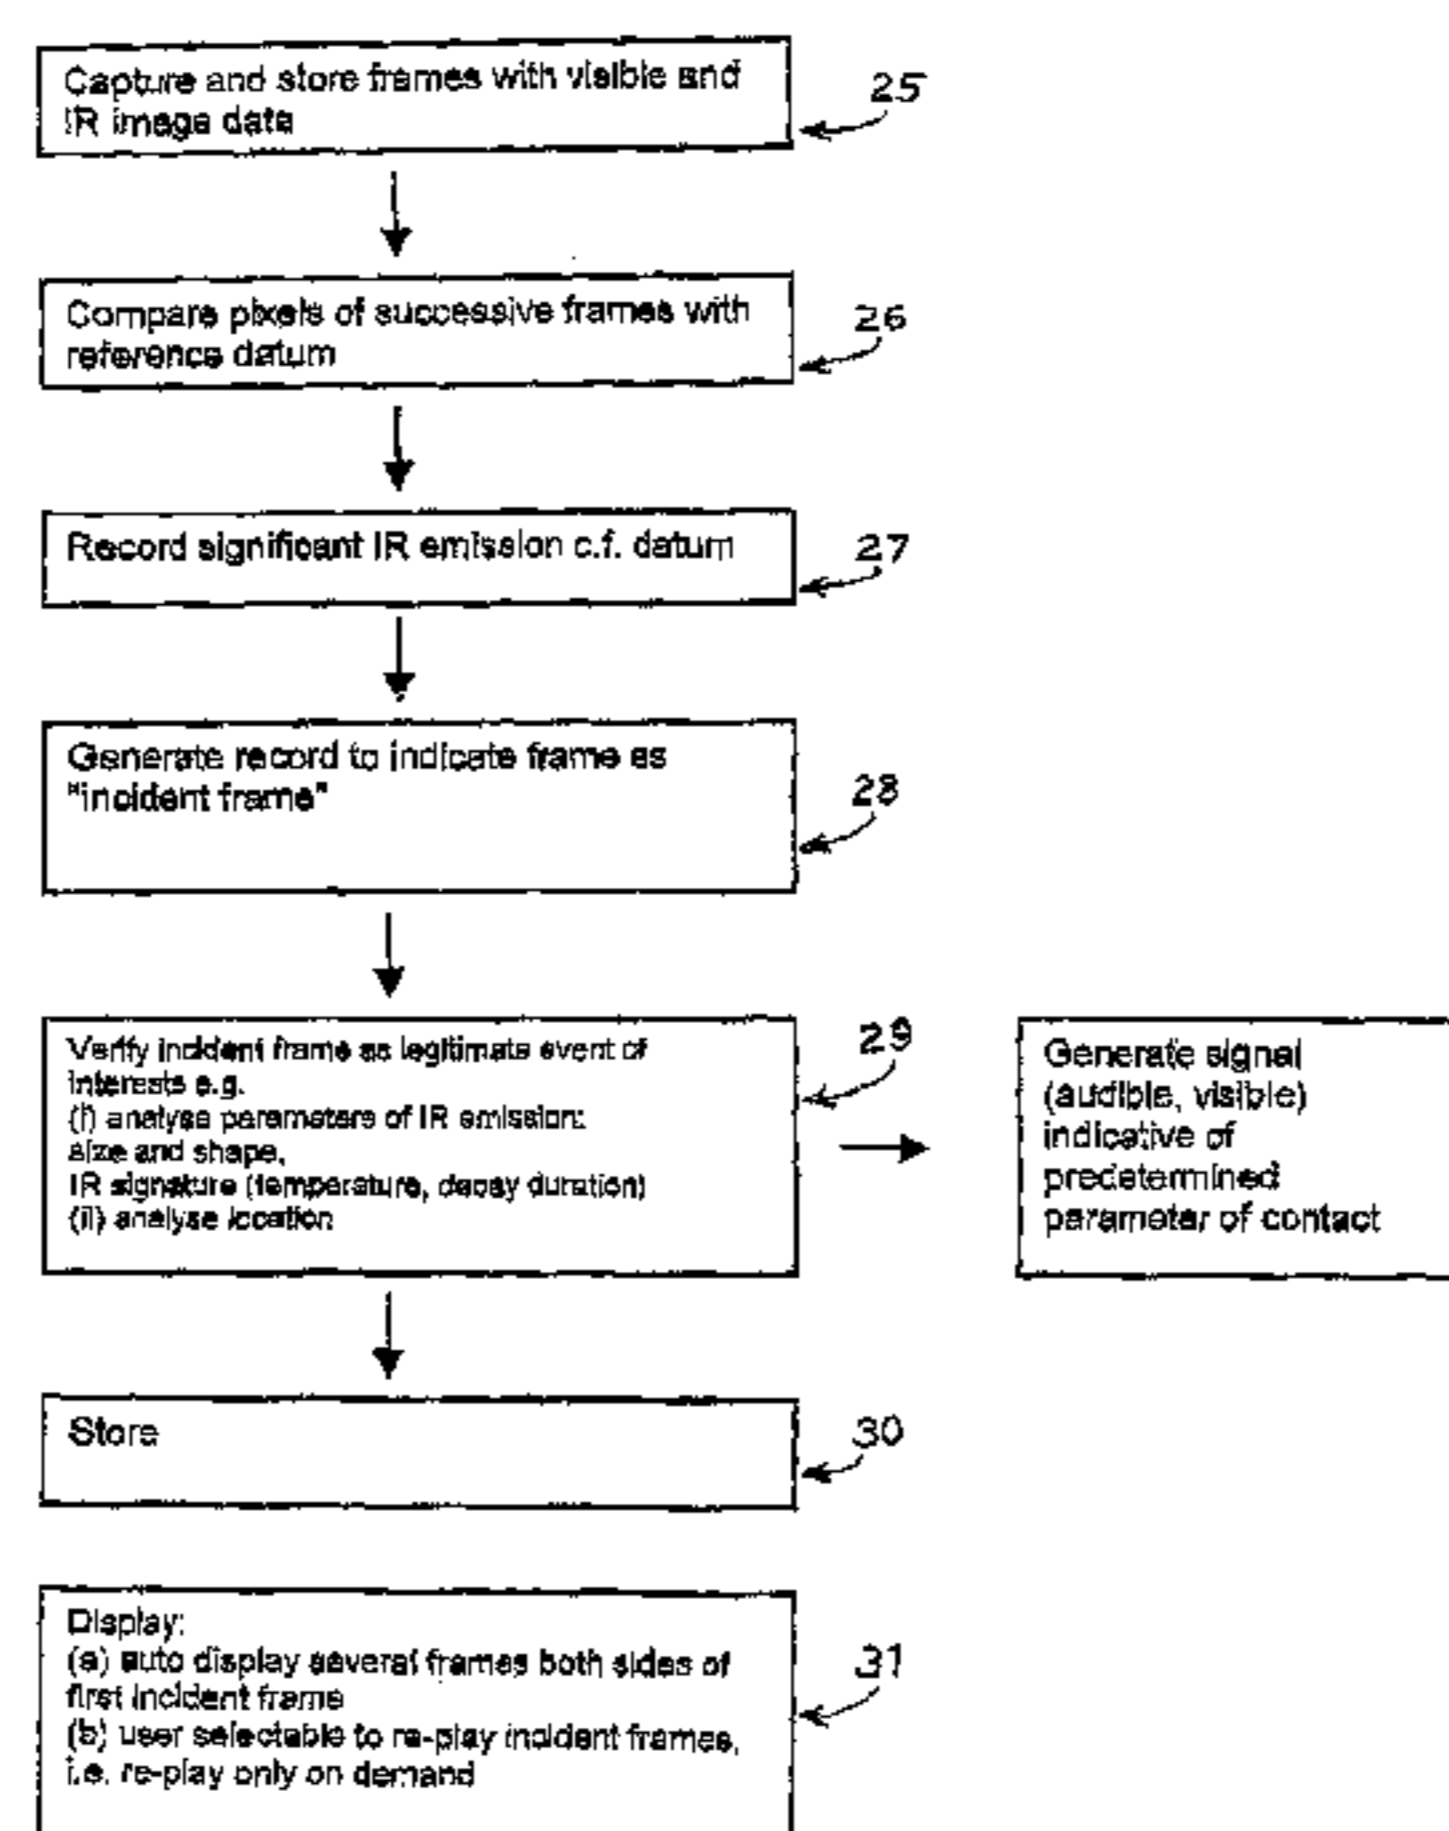 Capture and store frames with visible and
IR image data
25
Compare pixels of successive frames with
reference datum
26
Record significant IR emission c.f. datum
27
Generate record to indicate frame as
"incident frame"
28
Verify incident frame as legitimate event of
interests e.g.
(i) analyse parameters of IR emission:
size and shape,
IR signature (temperature, decay duration)
(ii) analyse location
29
Generate signal
(audible, visible)
indicative of
predetermined
parameter of contact
Store
30
Display:
(a) auto display several frames both sides of
first incident frame
(b) user selectable to re-play incident frames,
i.e. re-play only on demand
31